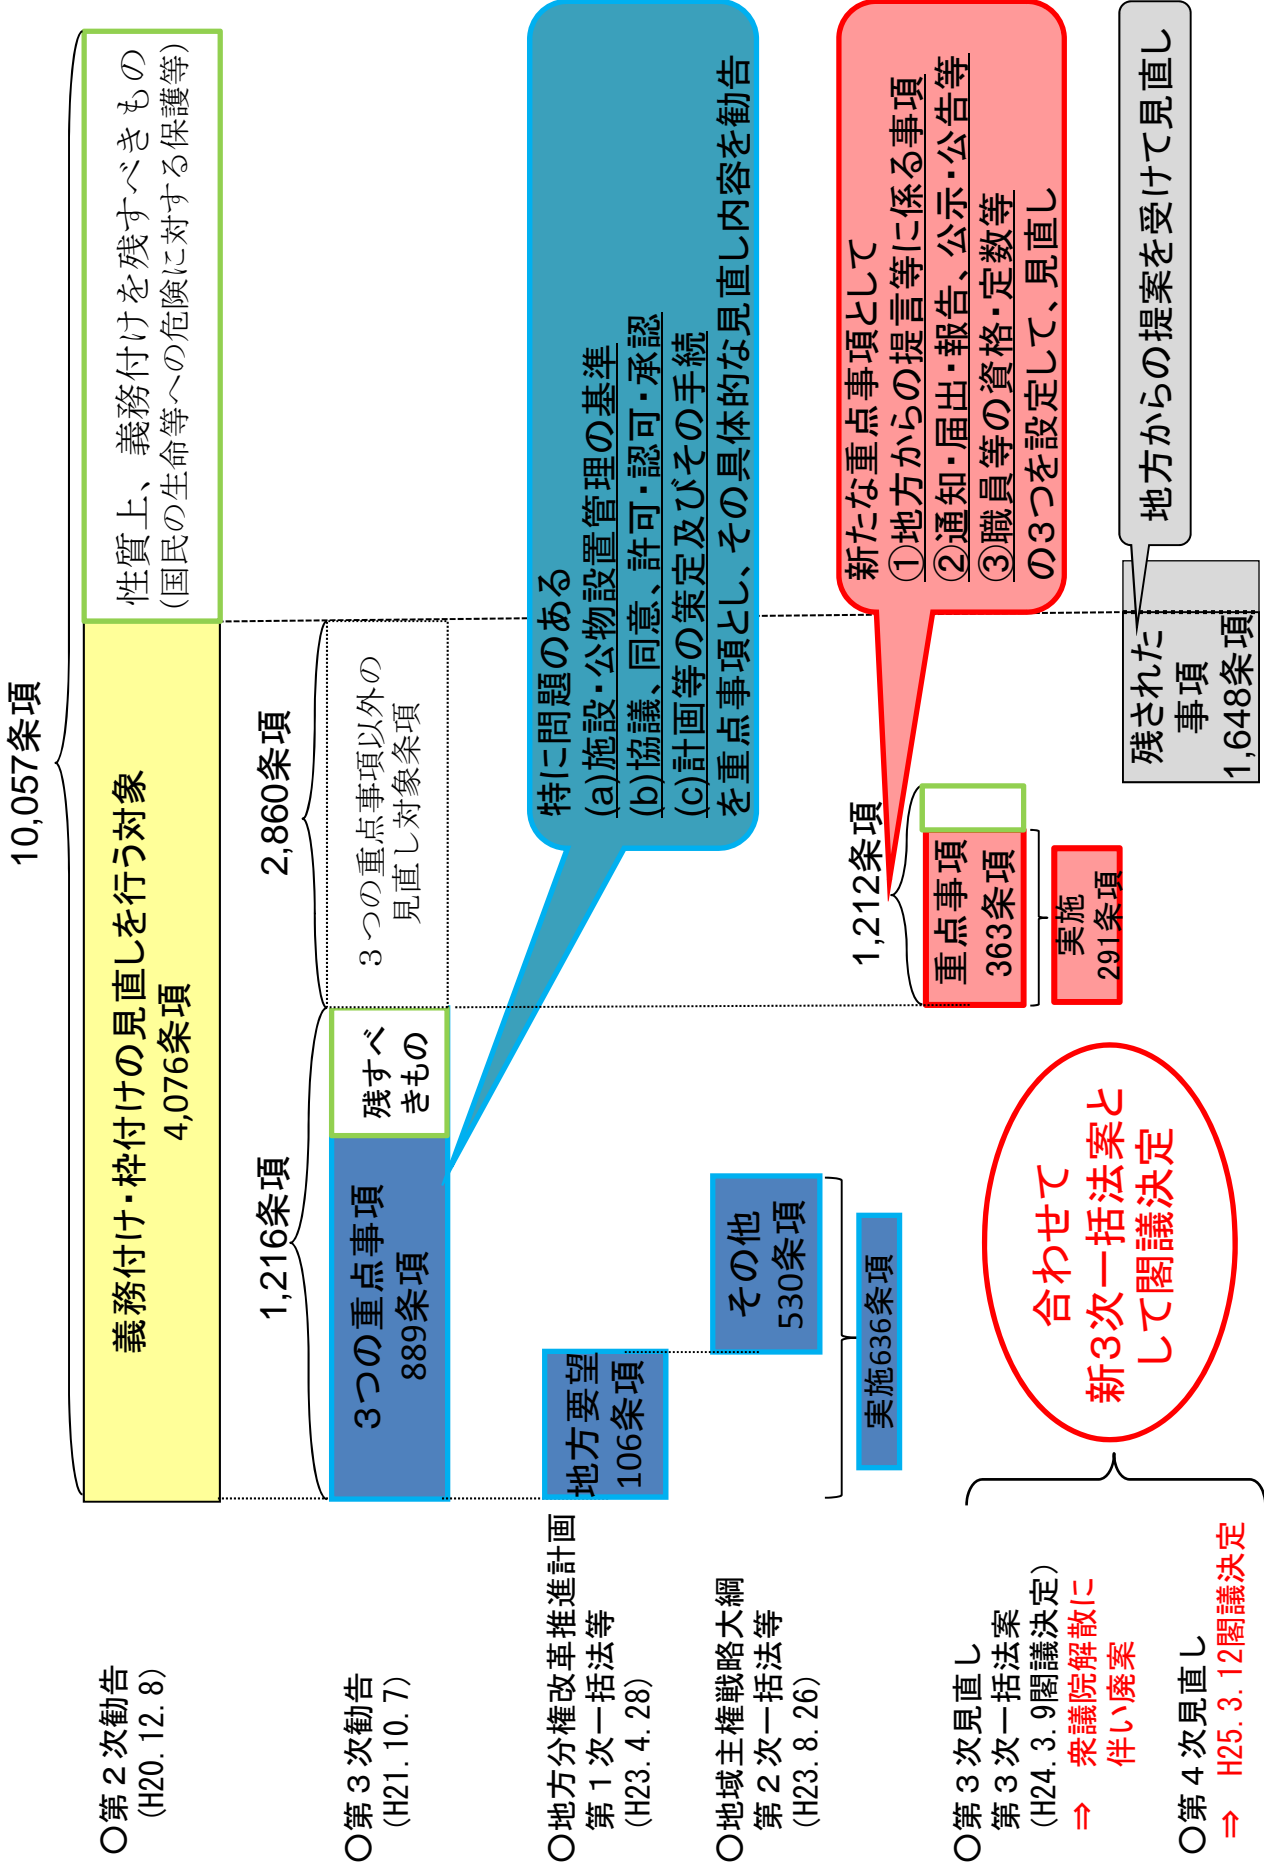 〇第２次勧告
(H20.12.8)
10,057条項
義務付け・枠付けの見直しを行う対象
4,076条項
性質上、義務付けを残すべきもの
(国民の生命等への危険に対する保護等)
〇第３次勧告
(H21.10.7)
1,216条項
3つの重点事項
889条項
残すべ
きもの
2,860条項
３つの重点事項以外の
見直し対象条項
特に問題のある
(a)施設・公物設置管理の基準
(b)協議、同意、許可・認可・承認
(c)計画等の策定及びその手続
を重点事項とし、その具体的な見直し内容を勧告
〇地方分権改革推進計画
第１次一括法等
(H23.4.28)
地方要望
106条項
〇地域主権戦略大綱
第２次一括法等
(H23.8.26)
その他
530条項
実施636条項
〇第３次見直し
第３次一括法案
(H24.3.9閣議決定)
⇒ 衆議院解散に
伴い廃案
1,212条項
重点事項
363条項
実施
291条項
新たな重点事項として
①地方からの提言等に係る事項
②通知・届出・報告、公示・公告等
③職員等の資格・定数等
の3つを設定して、見直し
〇第４次見直し
⇒ H25.3.12閣議決定
合わせて
新3次一括法案と
して閣議決定
残された
事項
1,648条項
地方からの提案を受けて見直し